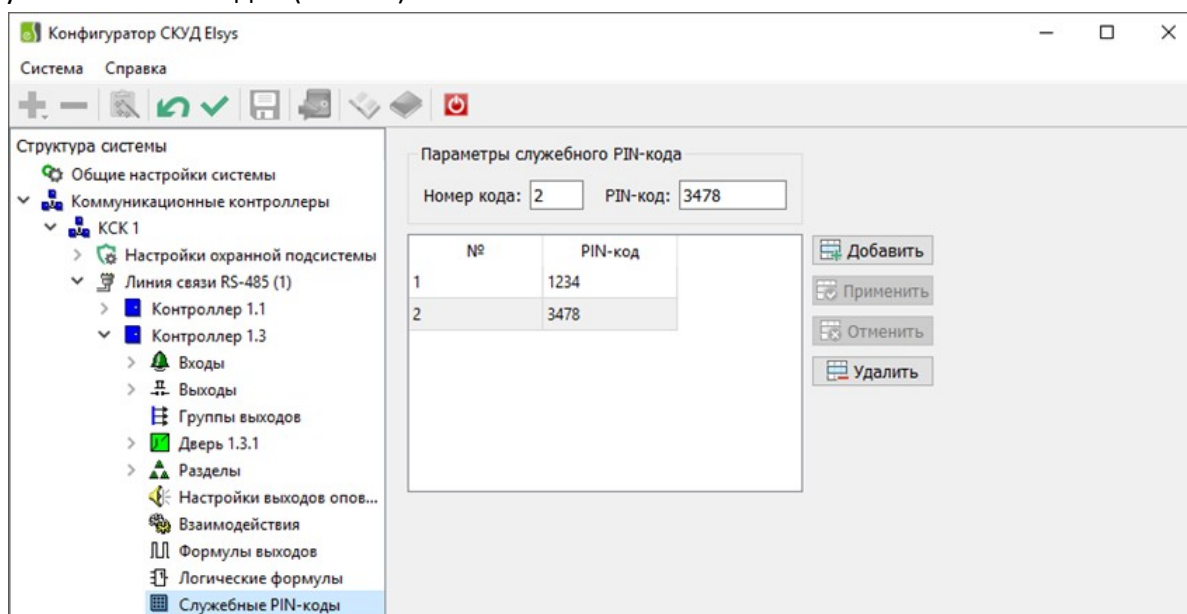 Конфигуратор СКУД Elsys
Система Справка
Структура системы
Общие настройки системы
Коммуникационные контроллеры
КСК 1
Настройки охранной подсистемы
Линия связи RS-485 (1)
Контроллер 1.1
Контроллер 1.3
Входы
Выходы
Группы выходов
Дверь 1.3.1
Разделы
Настройки выходов опов...
Взаимодействия
Формулы выходов
Логические формулы
Служебные PIN-коды
Параметры служебного PIN-кода
Номер кода: 2 PIN-код: 3478
№ PIN-код
1 1234
2 3478
Добавить
Применить
Отменить
Удалить